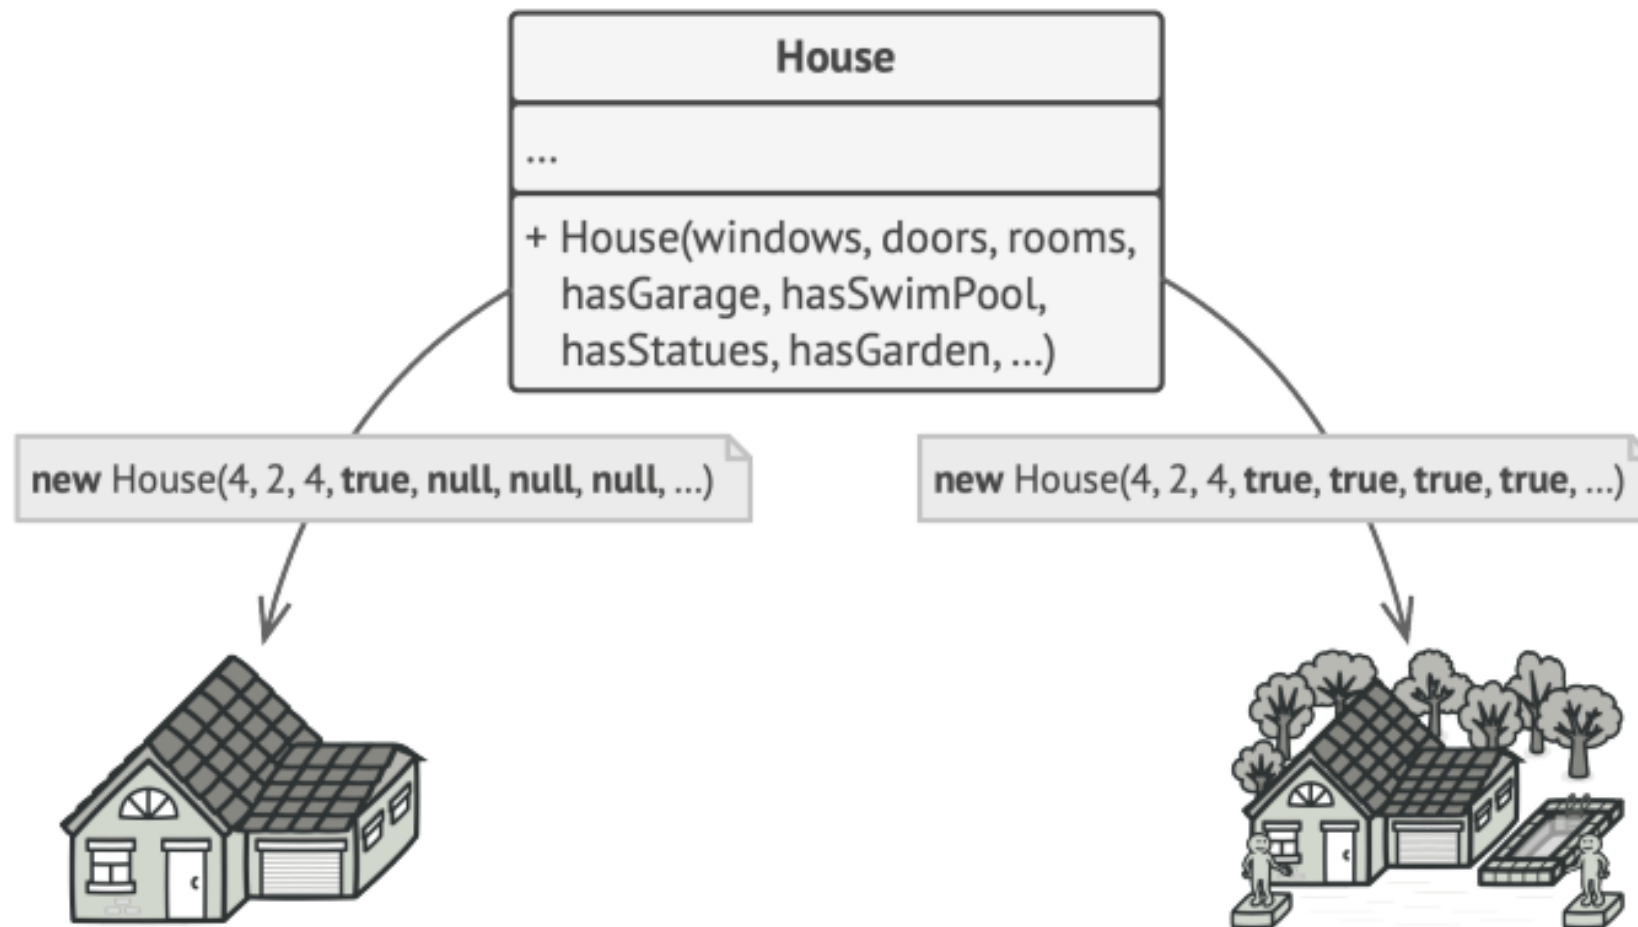 House
...
+ House(windows, doors, rooms,
hasGarage, hasSwimPool,
hasStatues, hasGarden, ...)
new House(4, 2, 4, true, null, null, null, ...)
new House(4, 2, 4, true, true, true, true, ...)